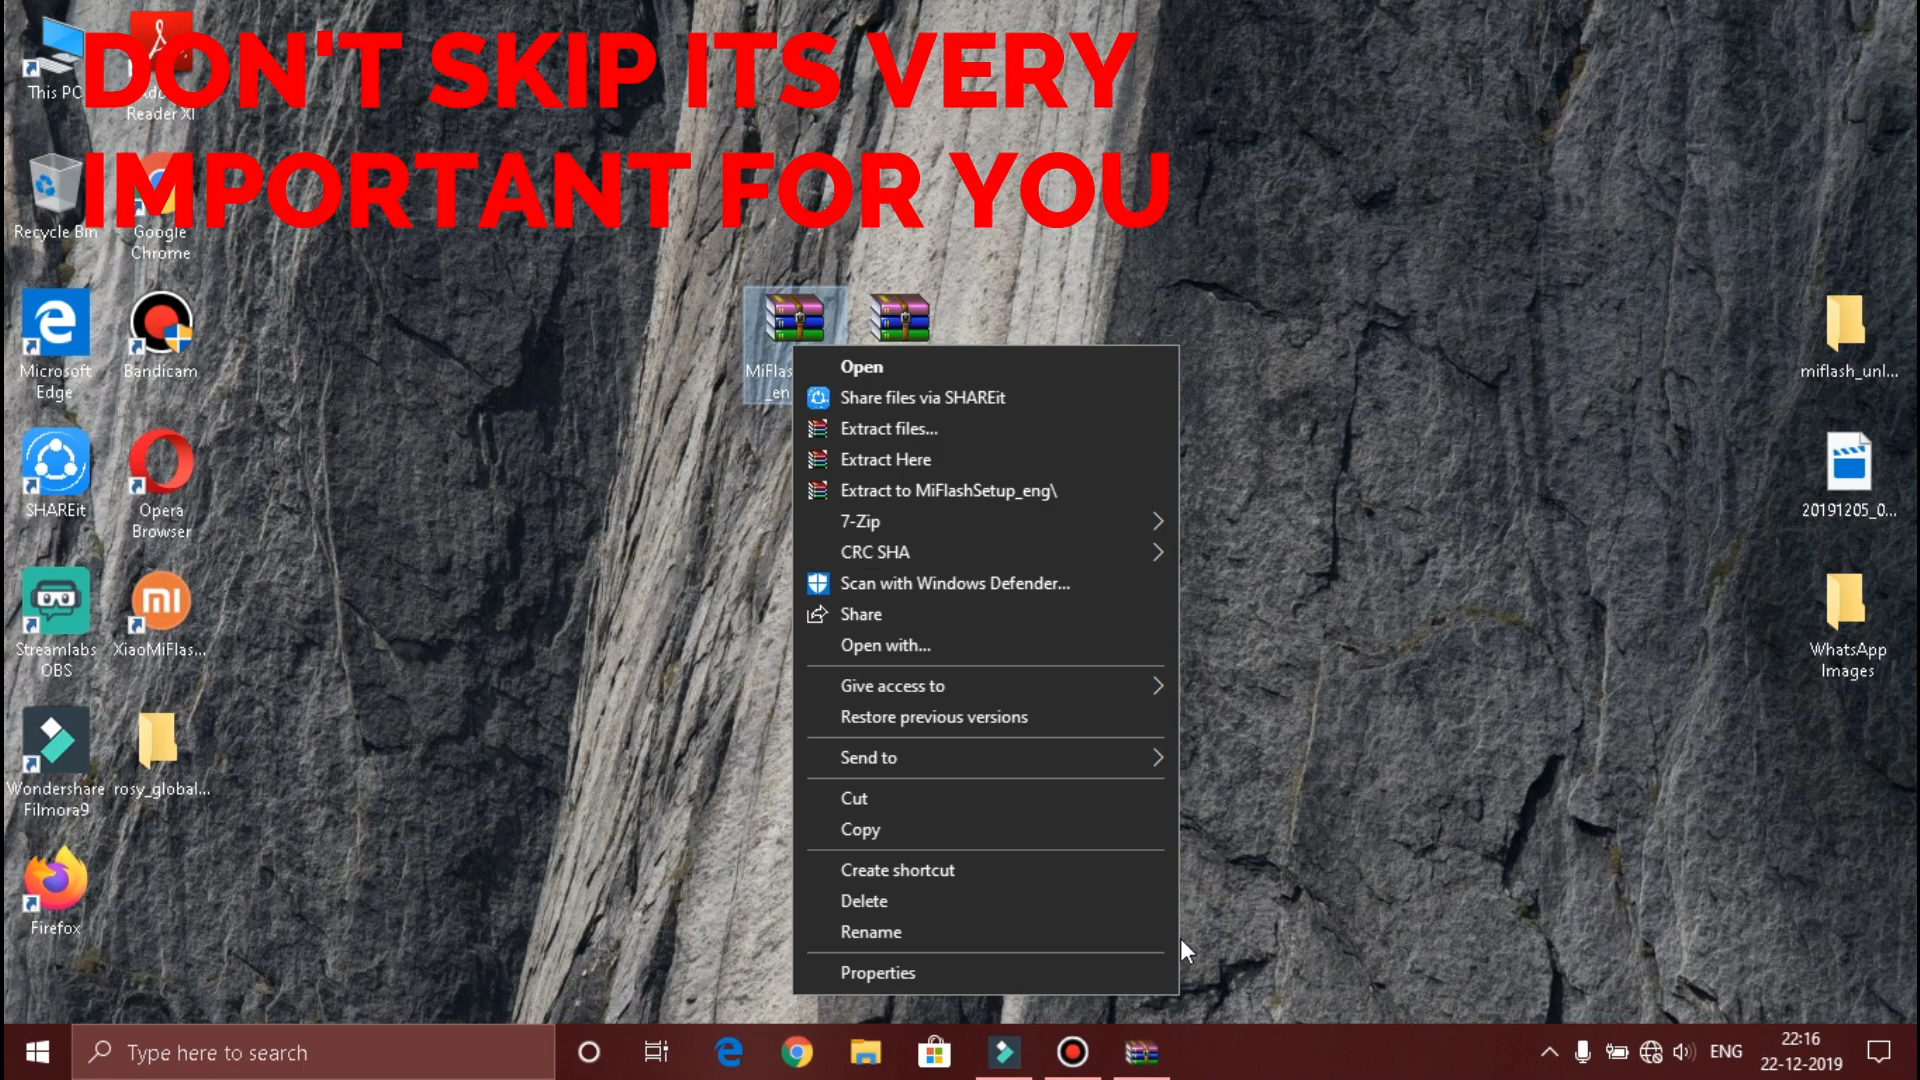 DON'T SKIP ITS VERY
IMPORTANT FOR YOU
This PC
Reader XI
Recycle Bin
Google
Chrome
Microsoft
Edge
Bandicam
SHAREit
Opera
Browser
Streamlabs
OBS
XiaoMiFlas...
Wondershare
Filmora9
rosy_global...
Firefox
MiFlas
_en
Open
Share files via SHAREit
Extract files...
Extract Here
Extract to MiFlashSetup_eng\
7-Zip
CRC SHA
Scan with Windows Defender...
Share
Open with...
Give access to
Restore previous versions
Send to
Cut
Copy
Create shortcut
Delete
Rename
Properties
miflash_unl...
20191205_0...
WhatsApp
Images
Type here to search
ENG
22:16
22-12-2019